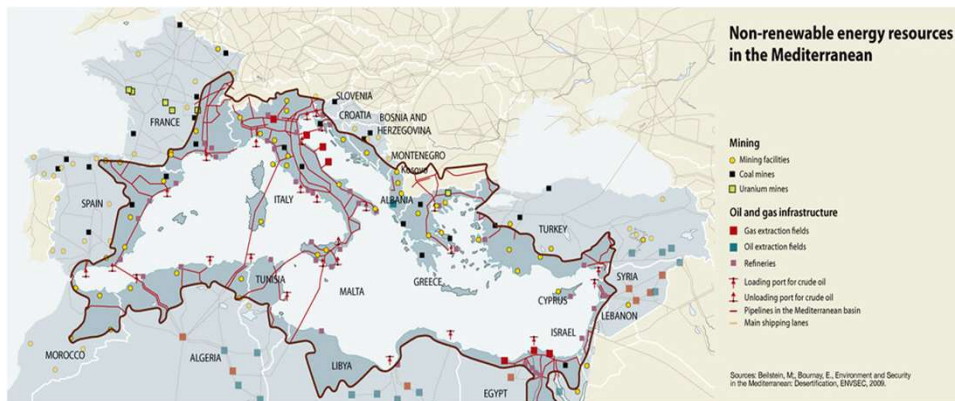 Non-renewable energy resources
in the Mediterranean
Mining
Mining facilities
Coal mines
Uranium mines
Oil and gas infrastructure
Gas extraction fields
Oil extraction fields
Refineries
Loading port for crude oil
Unloading port for crude oil
Pipelines in the Mediterranean basin
Main shipping lanes
Sources: Beilstein, M;, Bournay, E., Environment and Security
in the Mediterranean: Desertification, ENVSEC, 2009.
SLOVENIA
CROATIA
BOSNIA AND
HERZEGOVINA
FRANCE
MONTENEGRO
Kosovo
SPAIN
ITALY
ALBANIA
TURKEY
GREECE
TUNISIA
MALTA
SYRIA
CYPRUS
LEBANON
ISRAEL
MOROCCO
ALGERIA
LIBYA
EGYPT